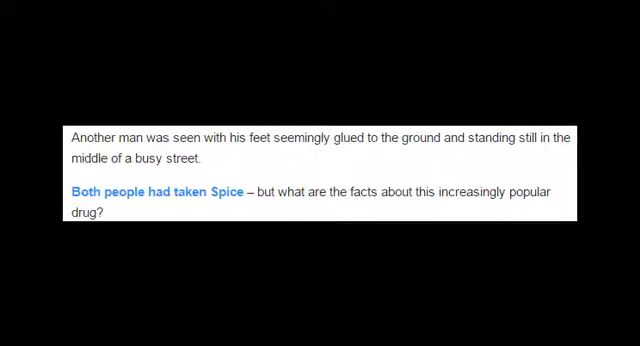 Another man was seen with his feet seemingly glued to the ground and standing still in the
middle of a busy street.
Both people had taken Spice – but what are the facts about this increasingly popular
drug?